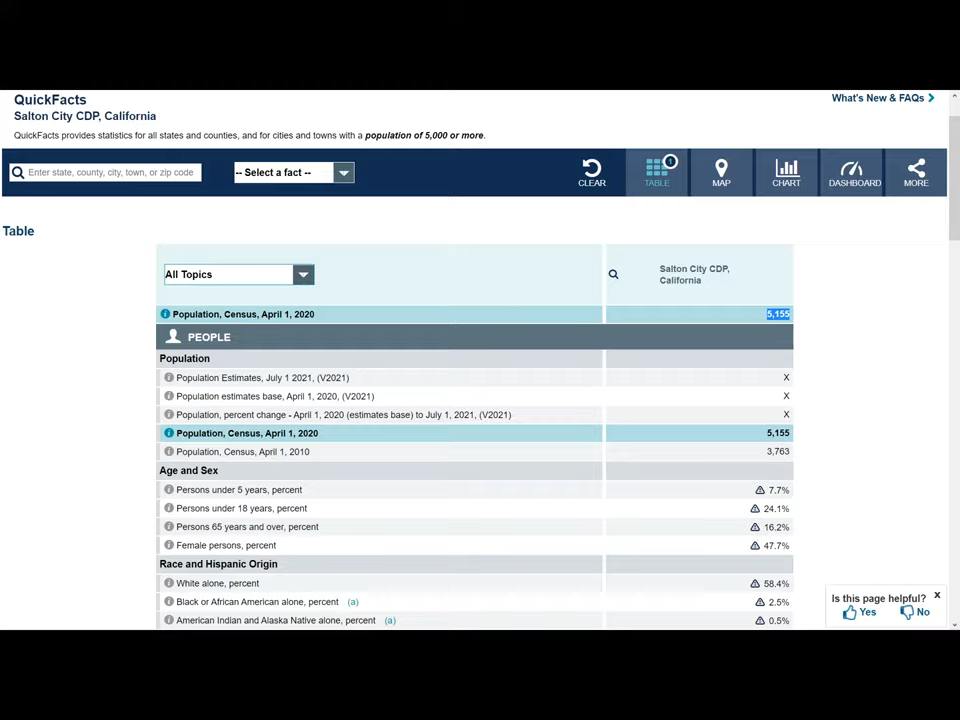 QuickFacts
What's New & FAQs
Salton City CDP, California
QuickFacts provides statistics for all states and counties, and for cities and towns with a population of 5,000 or more.
Enter state, county, city, town, or zip code
-- Select a fact --
CLEAR
1
TABLE
MAP
CHART
DASHBOARD
MORE
Table
All Topics
Salton City CDP,
California
Population, Census, April 1, 2020 5,155
PEOPLE
Population
Population Estimates, July 1 2021, (V2021) X
Population estimates base, April 1, 2020, (V2021) X
Population, percent change - April 1, 2020 (estimates base) to July 1, 2021, (V2021) X
Population, Census, April 1, 2020 5,155
Population, Census, April 1, 2010 3,763
Age and Sex
Persons under 5 years, percent 7.7%
Persons under 18 years, percent 24.1%
Persons 65 years and over, percent 16.2%
Female persons, percent 47.7%
Race and Hispanic Origin
White alone, percent 58.4%
Black or African American alone, percent (a) 2.5%
American Indian and Alaska Native alone, percent (a) 0.5%
Is this page helpful? x
Yes No